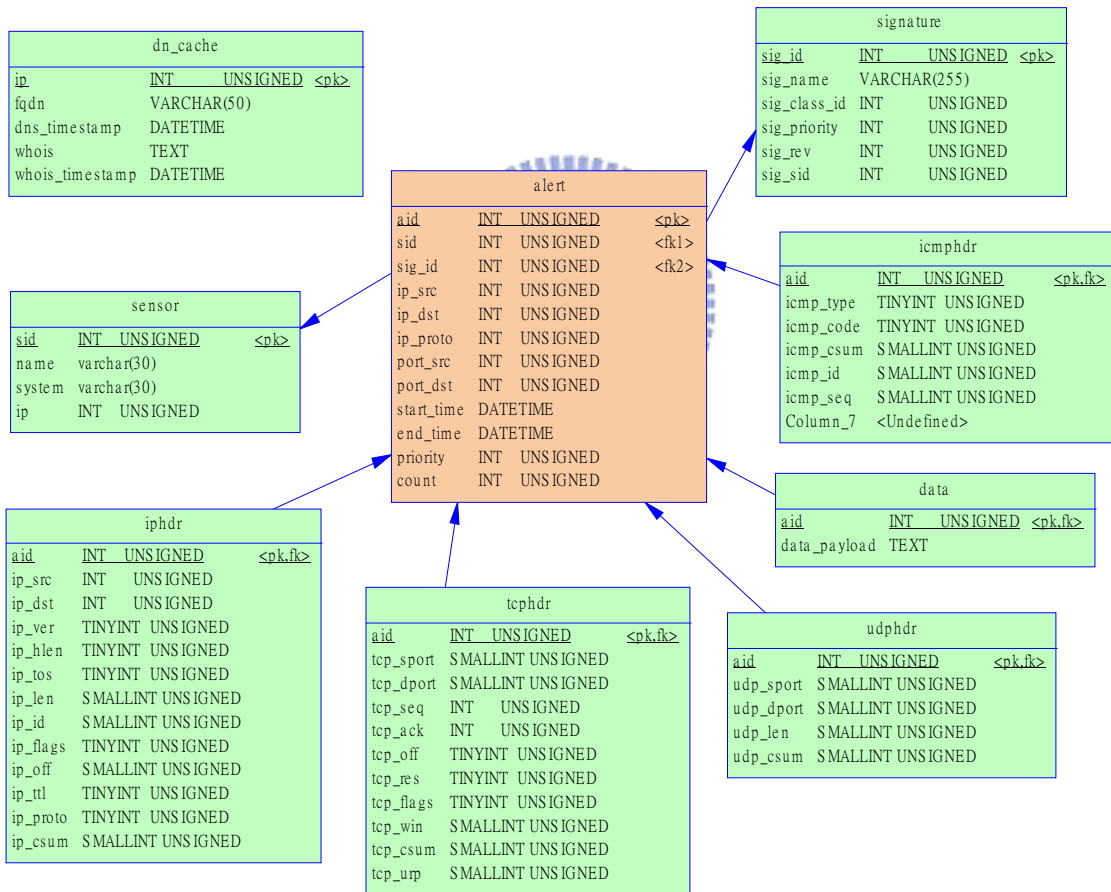 dn_cache
ip INT UNSIGNED <pk>
fqdn VARCHAR(50)
dns_timestamp DATETIME
whois TEXT
whois_timestamp DATETIME
signature
sig_id INT UNSIGNED <pk>
sig_name VARCHAR(255)
sig_class_id INT UNSIGNED
sig_priority INT UNSIGNED
sig_rev INT UNSIGNED
sig_sid INT UNSIGNED
alert
aid INT UNSIGNED <pk>
sid INT UNSIGNED <fk1>
sig_id INT UNSIGNED <fk2>
ip_src INT UNSIGNED
ip_dst INT UNSIGNED
ip_proto INT UNSIGNED
port_src INT UNSIGNED
port_dst INT UNSIGNED
start_time DATETIME
end_time DATETIME
priority INT UNSIGNED
count INT UNSIGNED
sensor
sid INT UNSIGNED <pk>
name varchar(30)
system varchar(30)
ip INT UNSIGNED
icmphdr
aid INT UNSIGNED <pk,fk>
icmp_type TINYINT UNSIGNED
icmp_code TINYINT UNSIGNED
icmp_csum SMALLINT UNSIGNED
icmp_id SMALLINT UNSIGNED
icmp_seq SMALLINT UNSIGNED
Column_7 <Undefined>
data
aid INT UNSIGNED <pk,fk>
data_payload TEXT
iphdr
aid INT UNSIGNED <pk,fk>
ip_src INT UNSIGNED
ip_dst INT UNSIGNED
ip_ver TINYINT UNSIGNED
ip_hlen TINYINT UNSIGNED
ip_tos TINYINT UNSIGNED
ip_len SMALLINT UNSIGNED
ip_id SMALLINT UNSIGNED
ip_flags TINYINT UNSIGNED
ip_off SMALLINT UNSIGNED
ip_ttl TINYINT UNSIGNED
ip_proto TINYINT UNSIGNED
ip_csum SMALLINT UNSIGNED
tcphdr
aid INT UNSIGNED <pk,fk>
tcp_sport SMALLINT UNSIGNED
tcp_dport SMALLINT UNSIGNED
tcp_seq INT UNSIGNED
tcp_ack INT UNSIGNED
tcp_off TINYINT UNSIGNED
tcp_res TINYINT UNSIGNED
tcp_flags TINYINT UNSIGNED
tcp_win SMALLINT UNSIGNED
tcp_csum SMALLINT UNSIGNED
tcp_urp SMALLINT UNSIGNED
udphdr
aid INT UNSIGNED <pk,fk>
udp_sport SMALLINT UNSIGNED
udp_dport SMALLINT UNSIGNED
udp_len SMALLINT UNSIGNED
udp_csum SMALLINT UNSIGNED